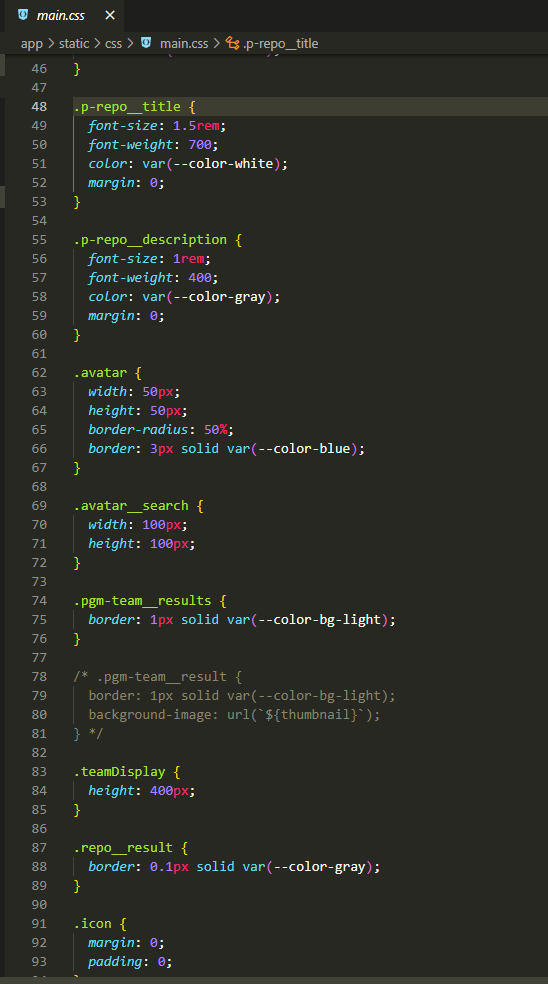 main.css ×
app > static > css > main.css > .p-repo__title
46 }
47
48 .p-repo__title {
49   font-size: 1.5rem;
50   font-weight: 700;
51   color: var(--color-white);
52   margin: 0;
53 }
54
55 .p-repo__description {
56   font-size: 1rem;
57   font-weight: 400;
58   color: var(--color-gray);
59   margin: 0;
60 }
61
62 .avatar {
63   width: 50px;
64   height: 50px;
65   border-radius: 50%;
66   border: 3px solid var(--color-blue);
67 }
68
69 .avatar__search {
70   width: 100px;
71   height: 100px;
72 }
73
74 .pgm-team__results {
75   border: 1px solid var(--color-bg-light);
76 }
77
78 /* .pgm-team__result {
79   border: 1px solid var(--color-bg-light);
80   background-image: url(`${thumbnail}`);
81 } */
82
83 .teamDisplay {
84   height: 400px;
85 }
86
87 .repo__result {
88   border: 0.1px solid var(--color-gray);
89 }
90
91 .icon {
92   margin: 0;
93   padding: 0;